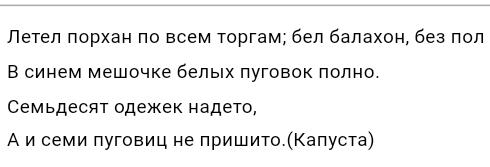 Летел порхан по всем торгам; бел балахон, без пол
В синем мешочке белых пуговок полно.
Семьдесят одежек надето,
А и семи пуговиц не пришито.(Капуста)